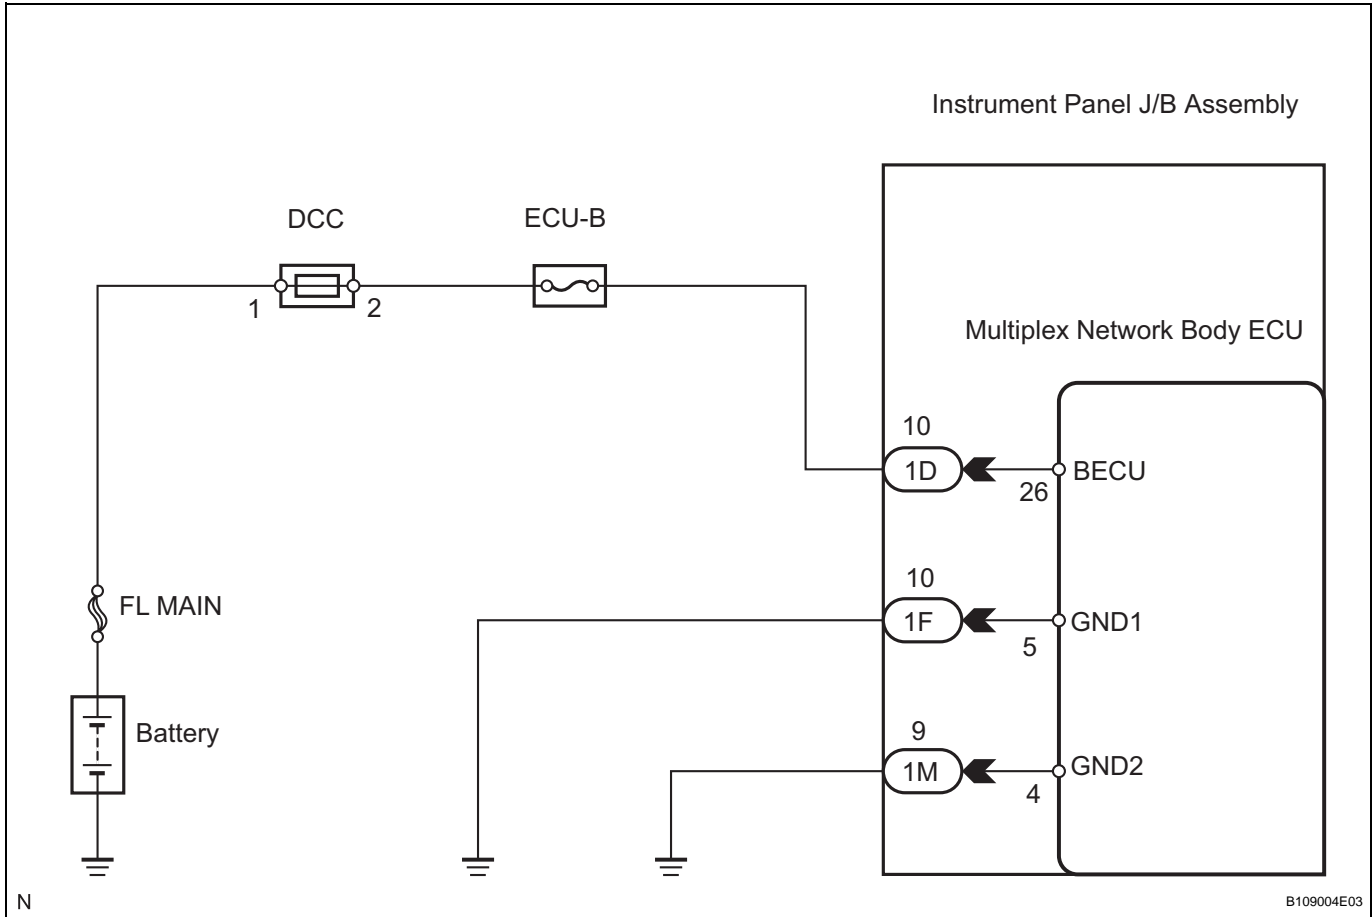 Instrument Panel J/B Assembly
DCC
ECU-B
1
2
Multiplex Network Body ECU
10
1D
26
BECU
FL MAIN
10
1F
5
GND1
Battery
9
1M
4
GND2
N
B109004E03